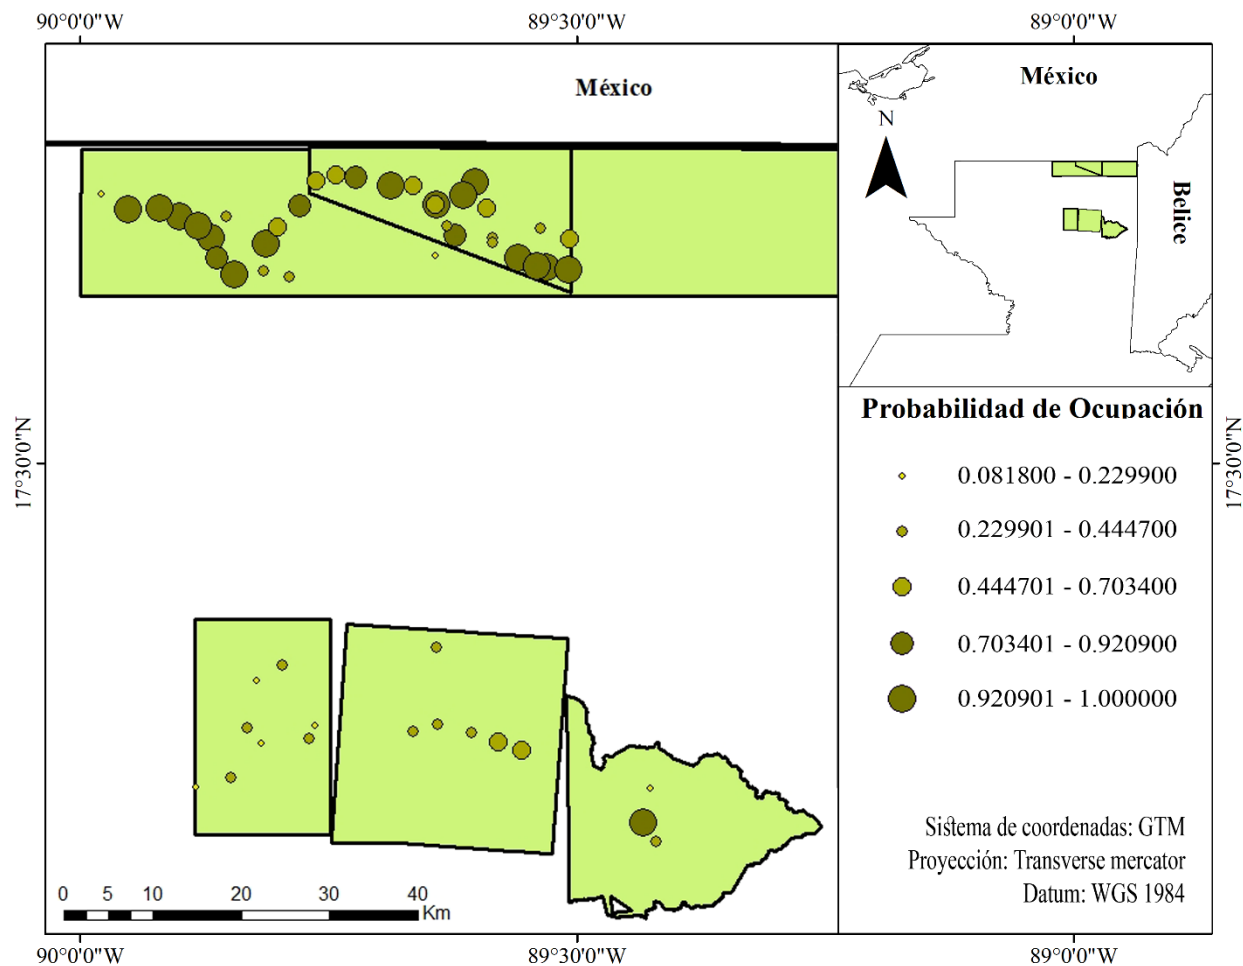 90°0'0"W
89°30'0"W
89°0'0"W
México
México
N
Belice
17°30'0"N
17°30'0"N
Probabilidad de Ocupación
0.081800 - 0.229900
0.229901 - 0.444700
0.444701 - 0.703400
0.703401 - 0.920900
0.920901 - 1.000000
Sistema de coordenadas: GTM
Proyección: Transverse mercator
Datum: WGS 1984
0 5 10 20 30 40
Km
90°0'0"W
89°30'0"W
89°0'0"W